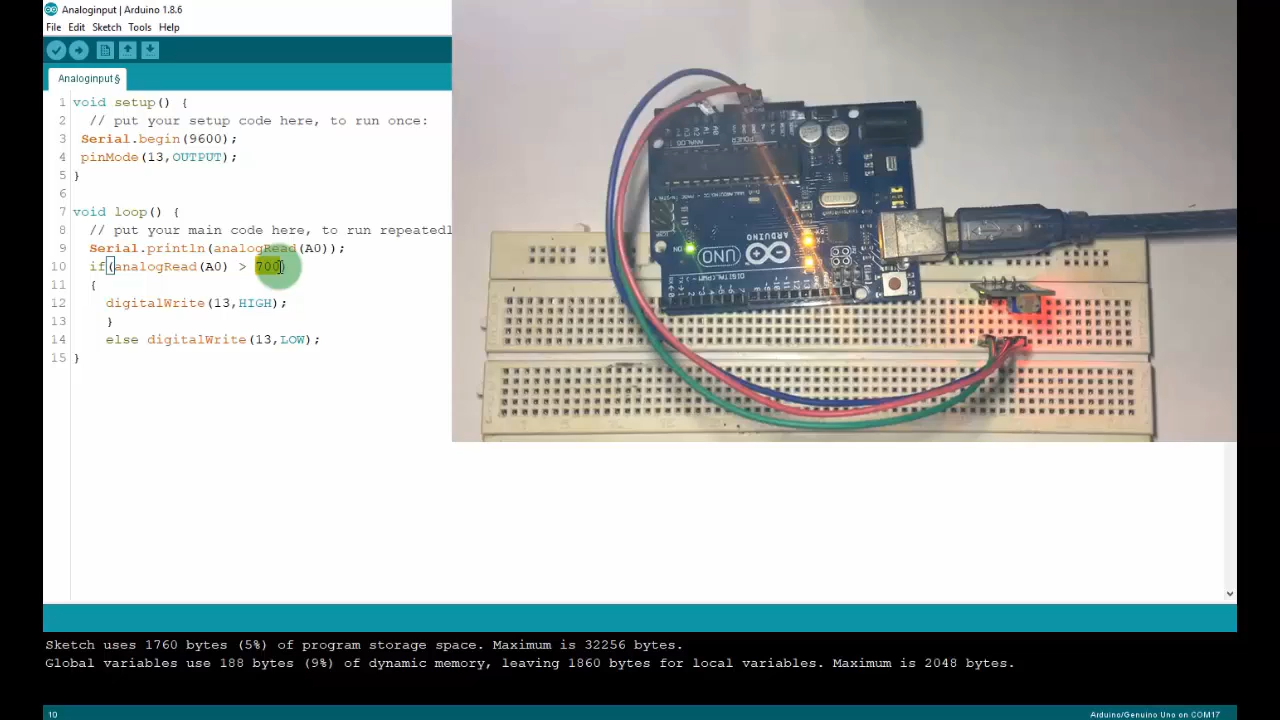 Analoginput | Arduino 1.8.6
File Edit Sketch Tools Help
Analoginput §
1 void setup() {
2 // put your setup code here, to run once:
3 Serial.begin(9600);
4 pinMode(13,OUTPUT);
5 }
6
7 void loop() {
8 // put your main code here, to run repeatedl
9 Serial.println(analogRead(A0));
10 if(analogRead(A0) > 700)
11 {
12 digitalWrite(13,HIGH);
13 }
14 else digitalWrite(13,LOW);
15 }
ANALOG
POWER
ON
UNO
ARDUINO
Sketch uses 1760 bytes (5%) of program storage space. Maximum is 32256 bytes.
Global variables use 188 bytes (9%) of dynamic memory, leaving 1860 bytes for local variables. Maximum is 2048 bytes.
10
Arduino/Genuino Uno on COM17